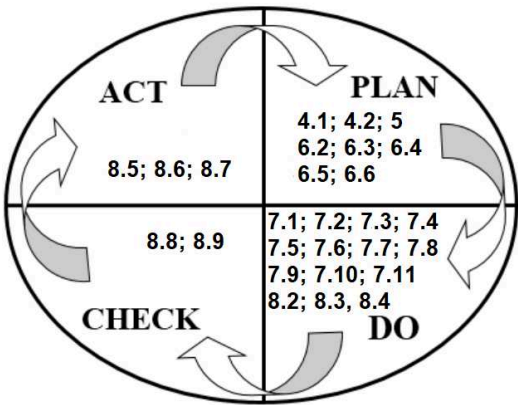 ACT
8.5; 8.6; 8.7
PLAN
4.1; 4.2; 5
6.2; 6.3; 6.4
6.5; 6.6
8.8; 8.9
CHECK
7.1; 7.2; 7.3; 7.4
7.5; 7.6; 7.7; 7.8
7.9; 7.10; 7.11
8.2; 8.3, 8.4
DO